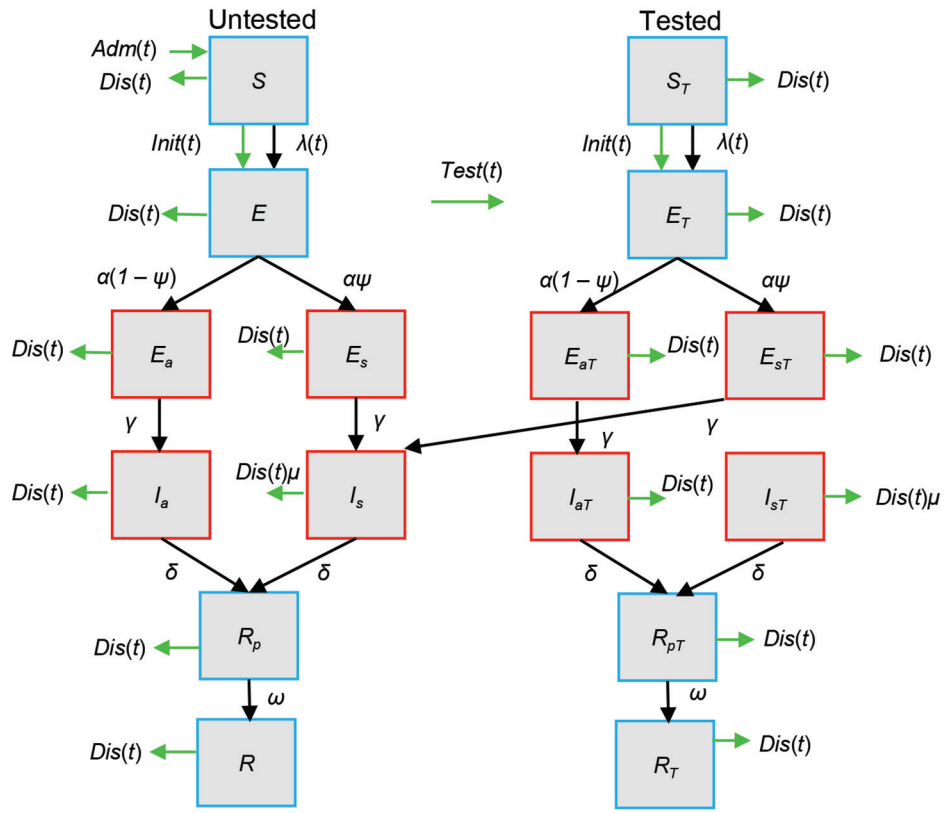 Untested
Tested
Adm(t)
Dis(t)
S
S_T
Dis(t)
Init(t)
λ(t)
Init(t)
λ(t)
Test(t)
Dis(t)
E
E_T
Dis(t)
α(1 – ψ)
αψ
α(1 – ψ)
αψ
Dis(t)
E_a
Dis(t)
E_s
E_aT
Dis(t)
E_sT
Dis(t)
γ
γ
γ
γ
Dis(t)
I_a
Dis(t)μ
I_s
I_aT
Dis(t)
I_sT
Dis(t)μ
δ
δ
δ
δ
Dis(t)
R_p
R_pT
Dis(t)
ω
ω
Dis(t)
R
R_T
Dis(t)